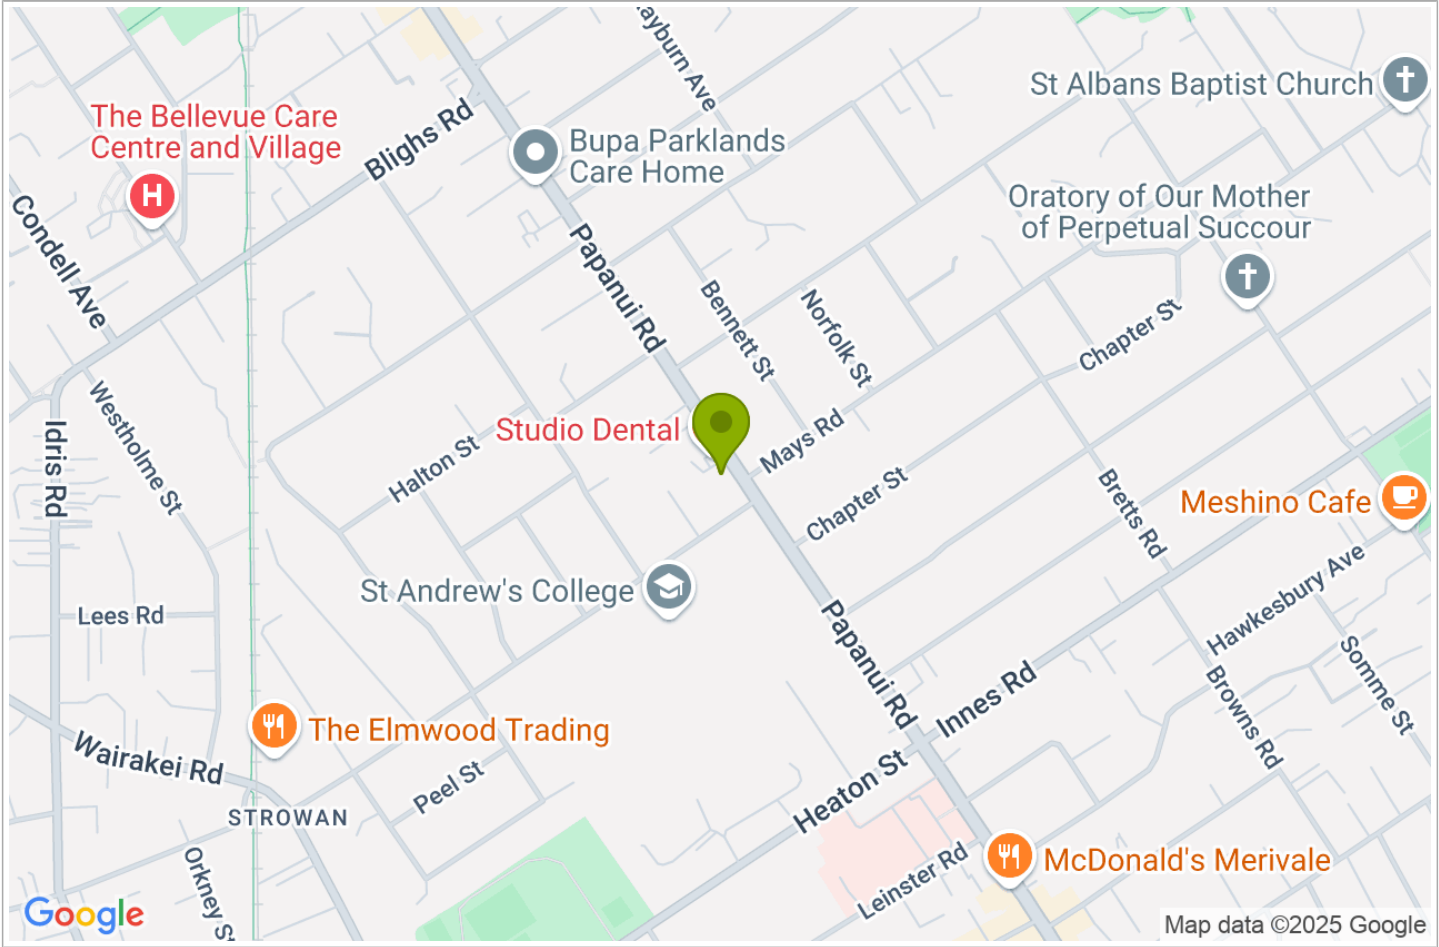 ayburn Ave
St Albans Baptist Church
The Bellevue Care
Centre and Village
H
Blighs Rd
Bupa Parklands
Care Home
Oratory of Our Mother
of Perpetual Succour
Condell Ave
Papanui Rd
Bennett St
Norfolk St
Chapter St
Westholme St
Idris Rd
Studio Dental
Halton St
Mays Rd
Chapter St
Bretts Rd
Meshino Cafe
St Andrew's College
Hawkesbury Ave
Lees Rd
Papanui Rd
Innes Rd
Browns Rd
Somme St
The Elmwood Trading
Wairakei Rd
Peel St
Heaton St
STROWAN
Orkney St
Leinster Rd
McDonald's Merivale
Google
Map data ©2025 Google